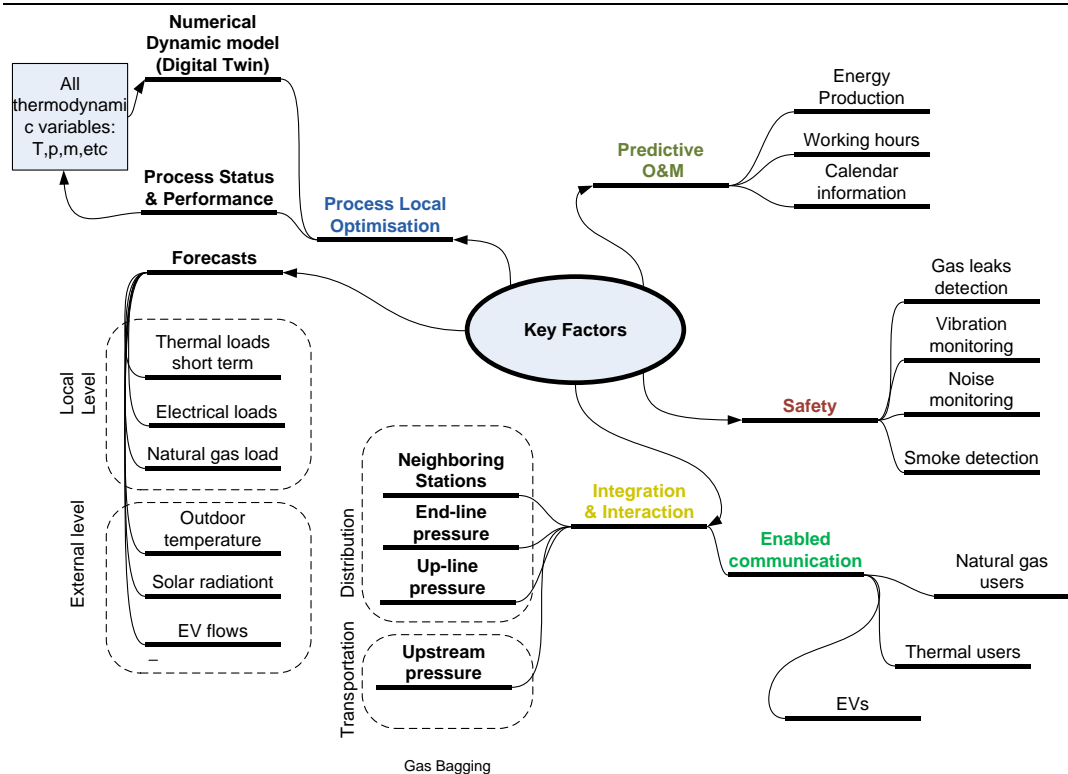 Numerical
Dynamic model
(Digital Twin)
All
thermodynami
c variables:
T,p,m,etc
Process Status
& Performance
Process Local
Optimisation
Forecasts
Local
Level
Thermal loads
short term
Electrical loads
Natural gas load
External level
Outdoor
temperature
Solar radiationt
EV flows
_
Key Factors
Predictive
O&M
Energy
Production
Working hours
Calendar
information
Safety
Gas leaks
detection
Vibration
monitoring
Noise
monitoring
Smoke detection
Integration
& Interaction
Distribution
Neighboring
Stations
End-line
pressure
Up-line
pressure
Transportation
Upstream
pressure
Enabled
communication
Natural gas
users
Thermal users
EVs
Gas Bagging